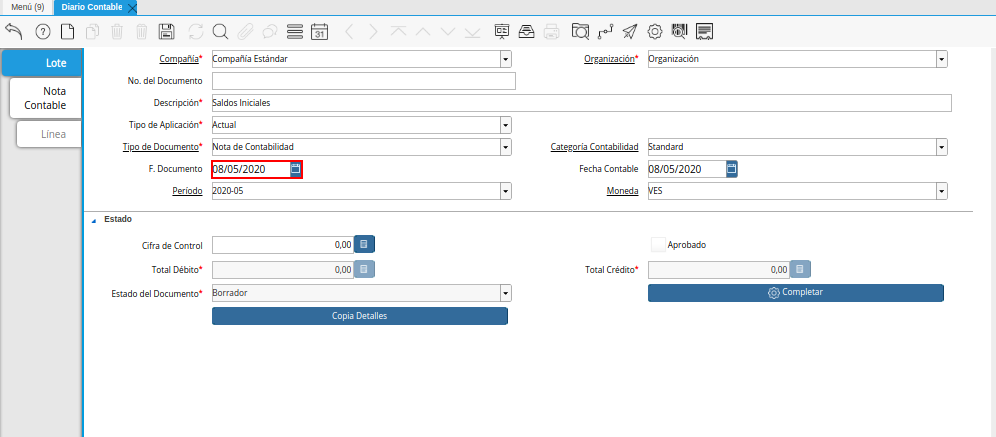 Menú (9) Diario Contable
31
Lote
Nota
Contable
Línea
Compañía* Compañía Estándar Organización* Organización
No. del Documento
Descripción* Saldos Iniciales
Tipo de Aplicación* Actual
Tipo de Documento* Nota de Contabilidad Categoría Contabilidad Standard
F. Documento 08/05/2020 Fecha Contable 08/05/2020
Período 2020-05 Moneda VES
Estado
Cifra de Control 0,00 Aprobado
Total Débito* 0,00 Total Crédito* 0,00
Estado del Documento* Borrador Completar
Copia Detalles